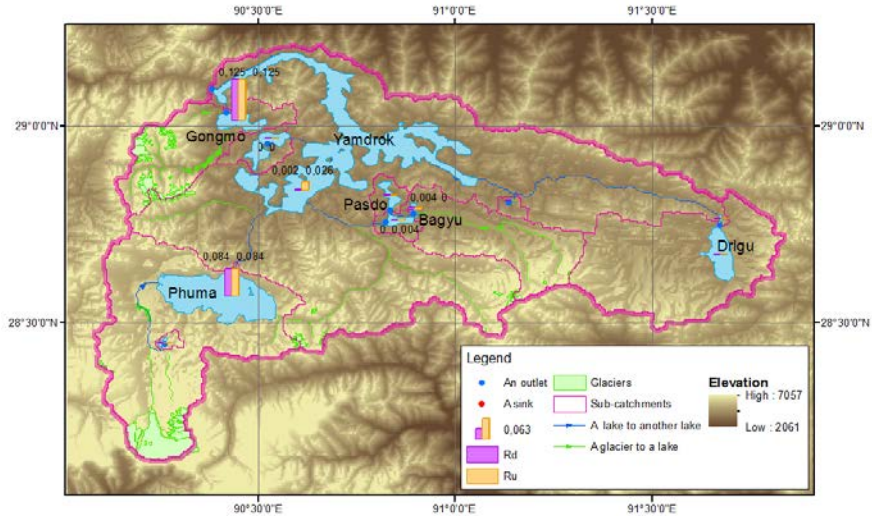 90°30'0"E
91°0'0"E
91°30'0"E
0,125 0,125
29°0'0"N
29°0'0"N
Gongmo
Yamdrok
0 0
0,002 0,026
Pasdo
0,004 0
Bagyu
0 0,004
Drigu
0,084 0,084
Phuma
28°30'0"N
28°30'0"N
Legend
An outlet
A sink
0,063
Rd
Ru
Glaciers
Sub-catchments
A lake to another lake
A glacier to a lake
Elevation
High : 7057
Low : 2061
90°30'0"E
91°0'0"E
91°30'0"E